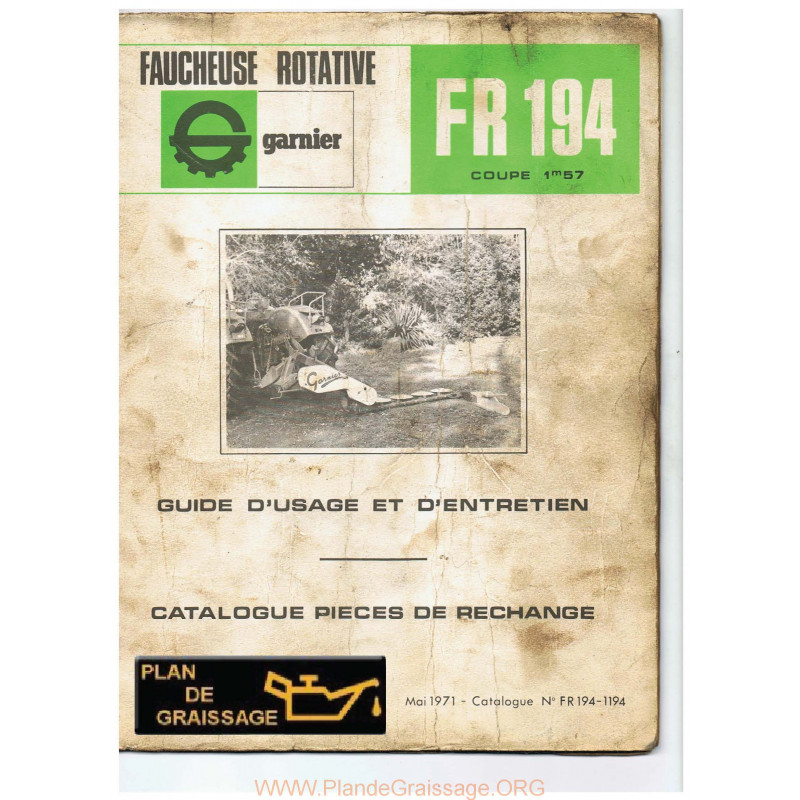 FAUCHEUSE ROTATIVE
garnier
FR 194
COUPE 1m57
Garnier
GUIDE D'USAGE ET D'ENTRETIEN
CATALOGUE PIECES DE RECHANGE
PLAN
DE
GRAISSAGE
Mai 1971 - Catalogue N° FR 194-1194
www.PlandeGraissage.ORG